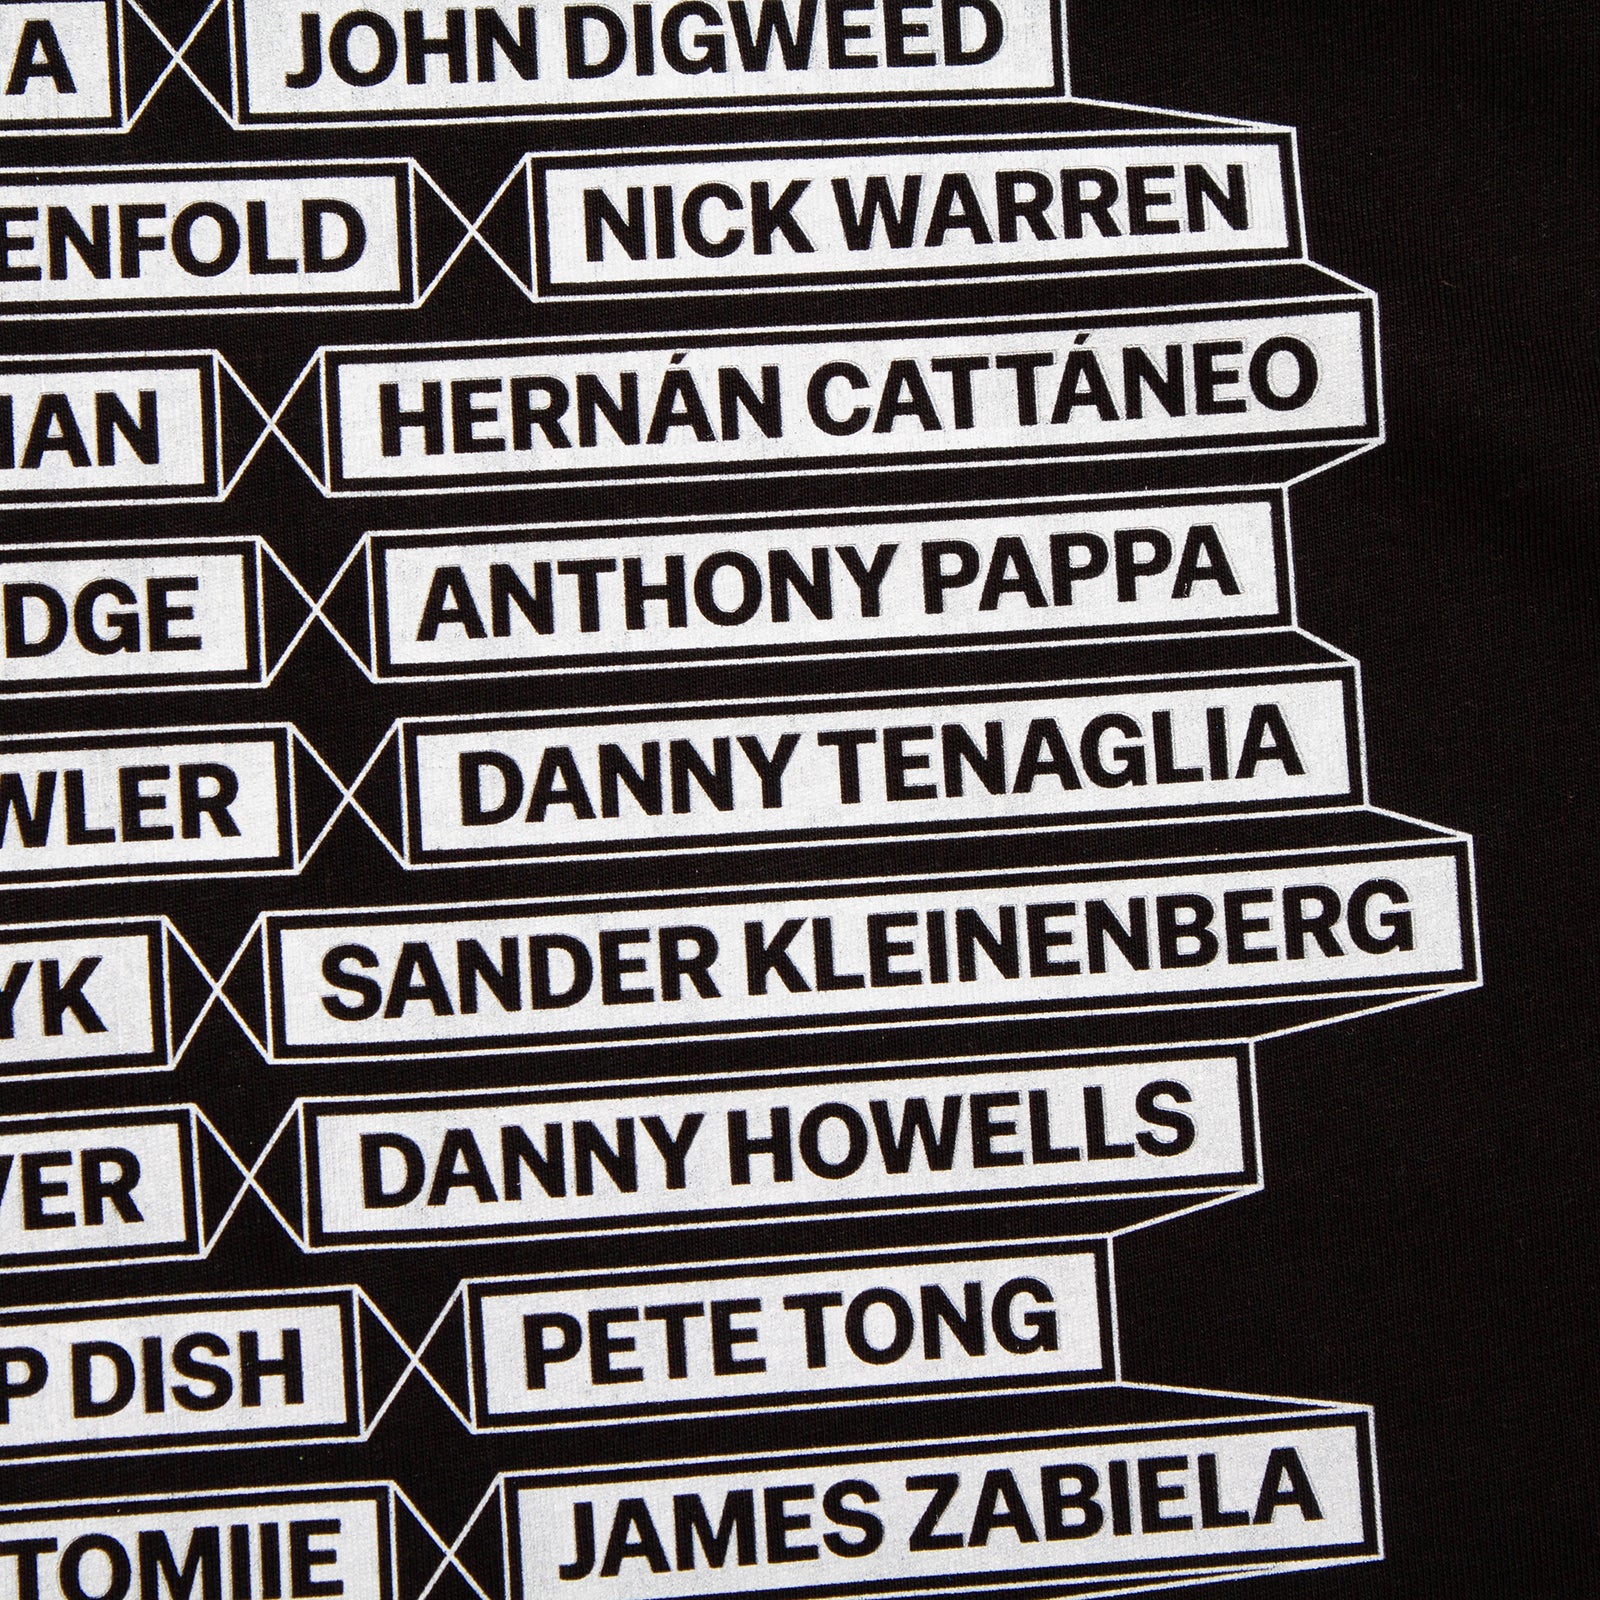 A JOHN DIGWEED
ENFOLD NICK WARREN
IAN HERNÁN CATTÁNEO
DGE ANTHONY PAPPA
WLER DANNY TENAGLIA
YK SANDER KLEINENBERG
VER DANNY HOWELLS
P DISH PETE TONG
TOMIIE JAMES ZABIELA